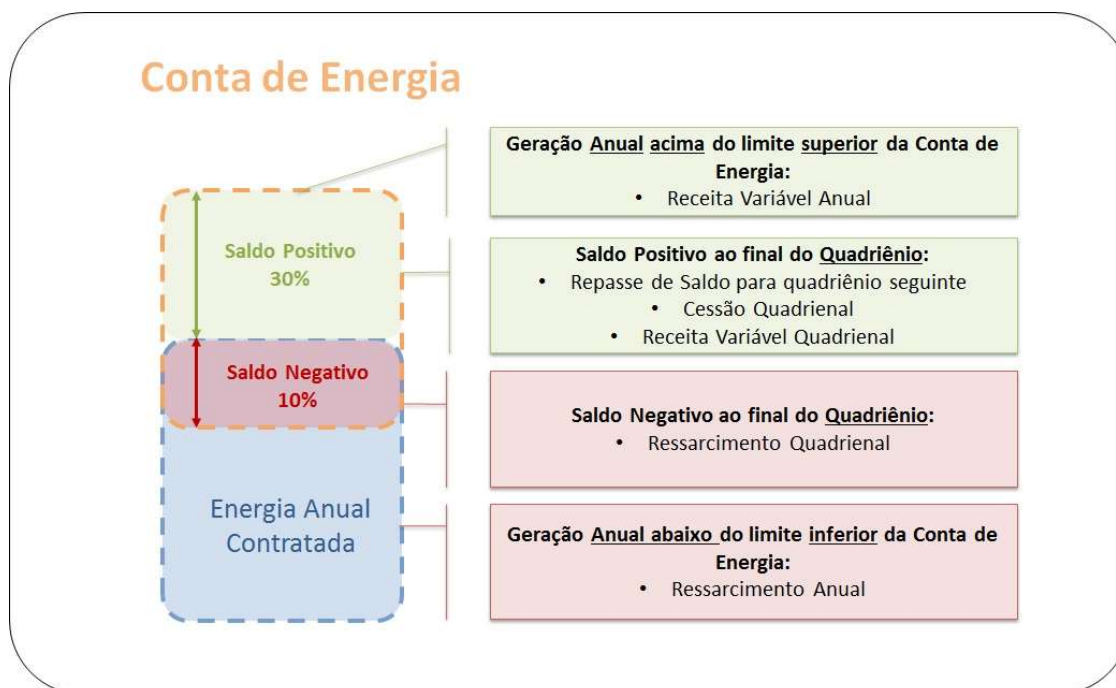 Conta de Energia
Geração Anual acima do limite superior da Conta de
Energia:
• Receita Variável Anual
Saldo Positivo
30%
Saldo Positivo ao final do Quadriênio:
• Repasse de Saldo para quadriênio seguinte
• Cessão Quadrienal
• Receita Variável Quadrienal
Saldo Negativo
10%
Saldo Negativo ao final do Quadriênio:
• Ressarcimento Quadrienal
Energia Anual
Contratada
Geração Anual abaixo do limite inferior da Conta de
Energia:
• Ressarcimento Anual